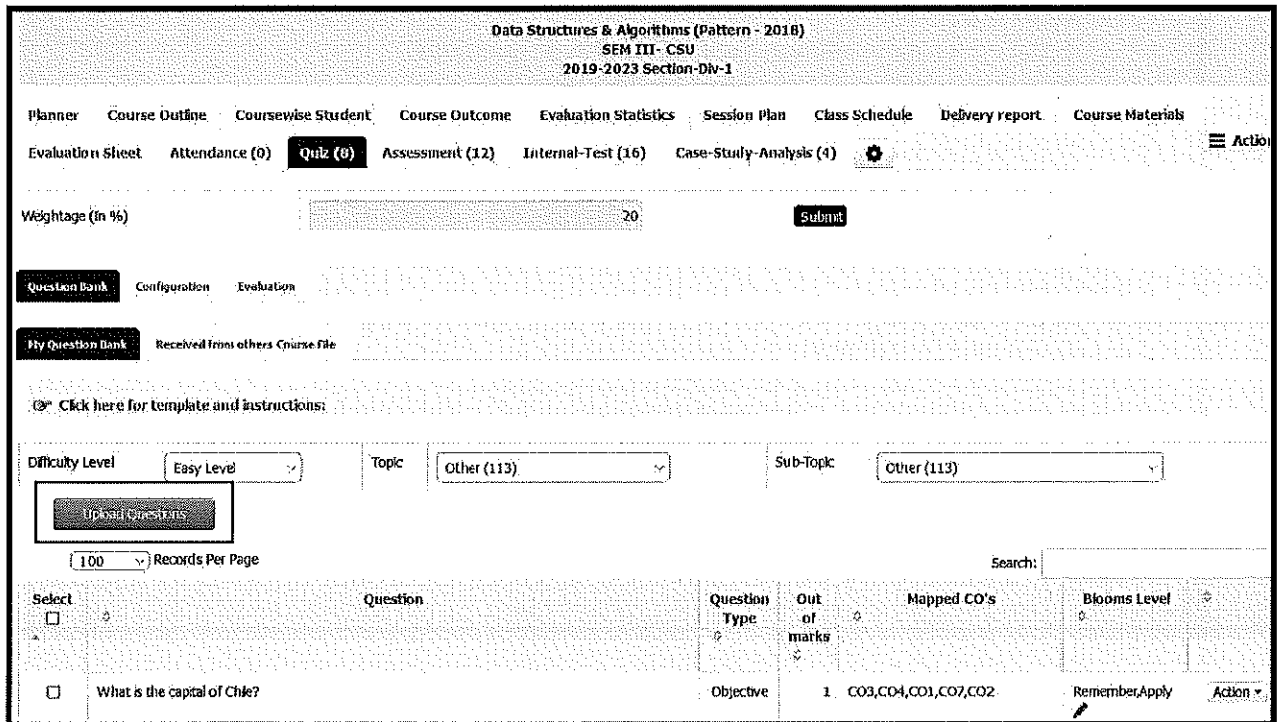 Data Structures & Algorithms (Pattern - 2018)
SEM III- CSU
2019-2023 Section-Div-1
Planner Course Outline Coursewise Student Course Outcome Evaluation Statistics Session Plan Class Schedule Delivery report Course Materials
Evaluation Sheet Attendance (0) Quiz (8) Assessment (12) Internal-Test (16) Case-Study-Analysis (4) Actio
Weightage (in %) 20 Submit
Question Bank Configuration Evaluation
My Question Bank Received from others Course File
Click here for template and instructions:
Difficulty Level Easy Level Topic Other (113) Sub-Topic Other (113)
Upload Questions
100 Records Per Page Search:
Select Question Question Type Out of marks Mapped CO's Blooms Level
What is the capital of Chile? Objective 1 CO3,CO4,CO1,CO7,CO2 Remember,Apply Action